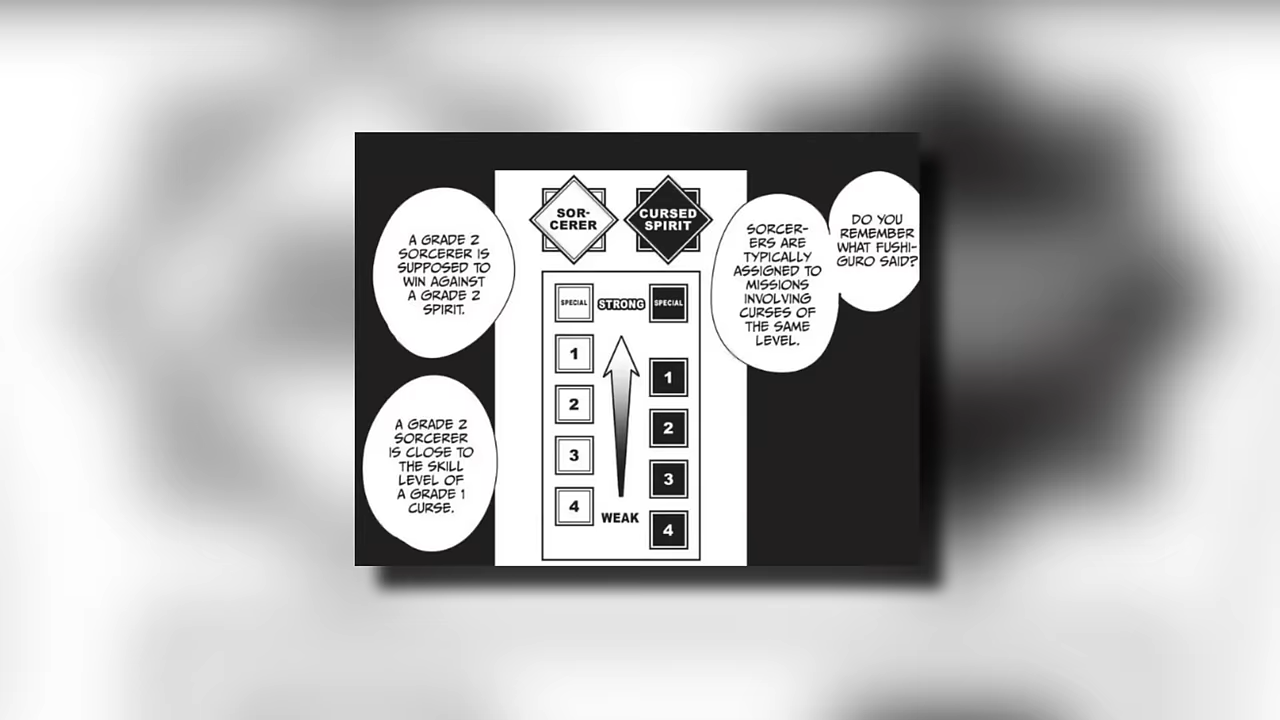 DO YOU
REMEMBER
WHAT FUSHI-
GURO SAID?
SORCER-
ERS ARE
TYPICALLY
ASSIGNED TO
MISSIONS
INVOLVING
CURSES OF
THE SAME
LEVEL.
SOR-
CERER
CURSED
SPIRIT
SPECIAL
STRONG
SPECIAL
1
1
2
2
3
3
4
WEAK
4
A GRADE 2
SORCERER IS
SUPPOSED TO
WIN AGAINST
A GRADE 2
SPIRIT.
A GRADE 2
SORCERER
IS CLOSE TO
THE SKILL
LEVEL OF
A GRADE 1
CURSE.